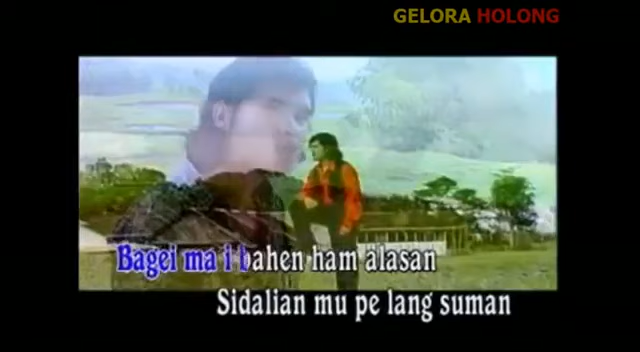 GELORA HOLONG
Bagei ma i bahen ham alasan
Sidalian mu pe lang suman